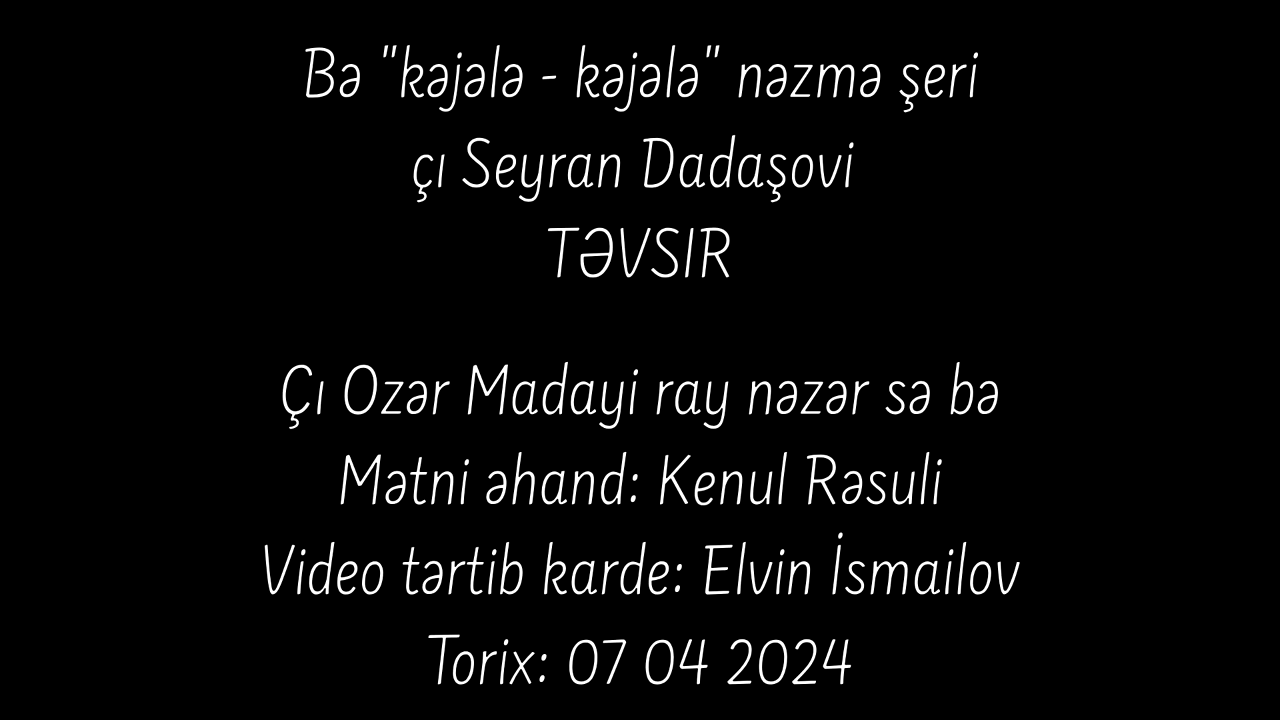 Bə "kəjələ - kəjələ" nəzmə şeri
çı Seyran Dadaşovi
TƏVSIR
Çı Ozər Madayi ray nəzər sə bə
Mətni əhand: Kenul Rəsuli
Video tərtib karde: Elvin İsmailov
Torix: 07 04 2024